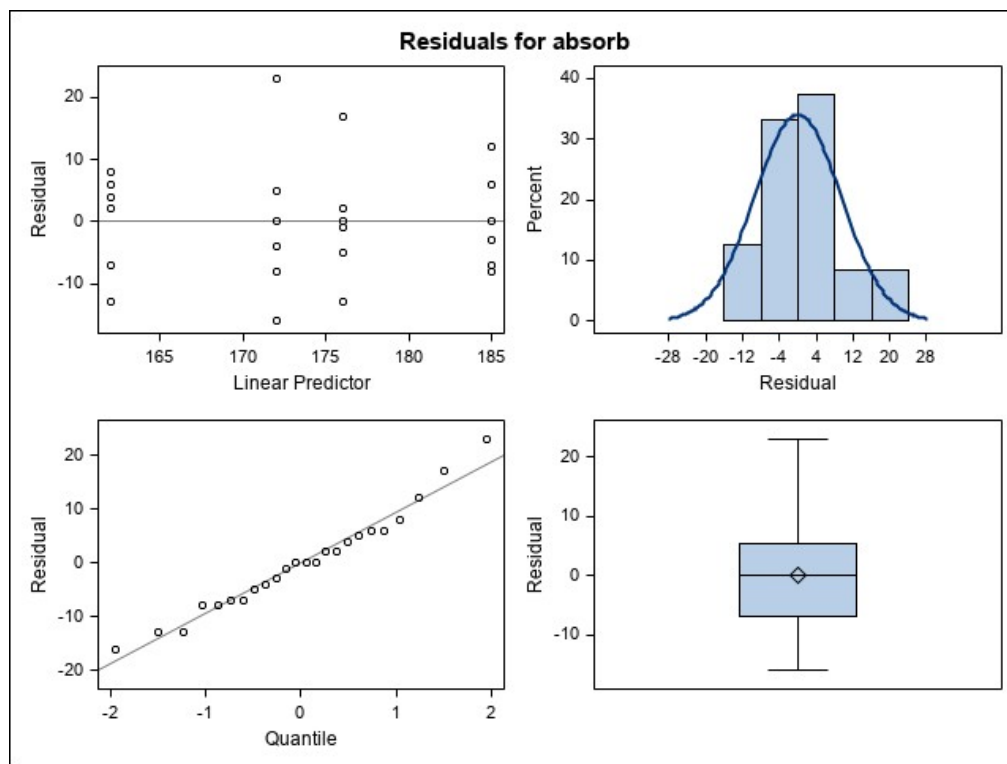 Residuals for absorb
20
10
0
-10
Residual
165 170 175 180 185
Linear Predictor
40
30
20
10
0
Percent
-28 -20 -12 -4 4 12 20 28
Residual
20
10
0
-10
-20
Residual
-2 -1 0 1 2
Quantile
20
10
0
-10
Residual